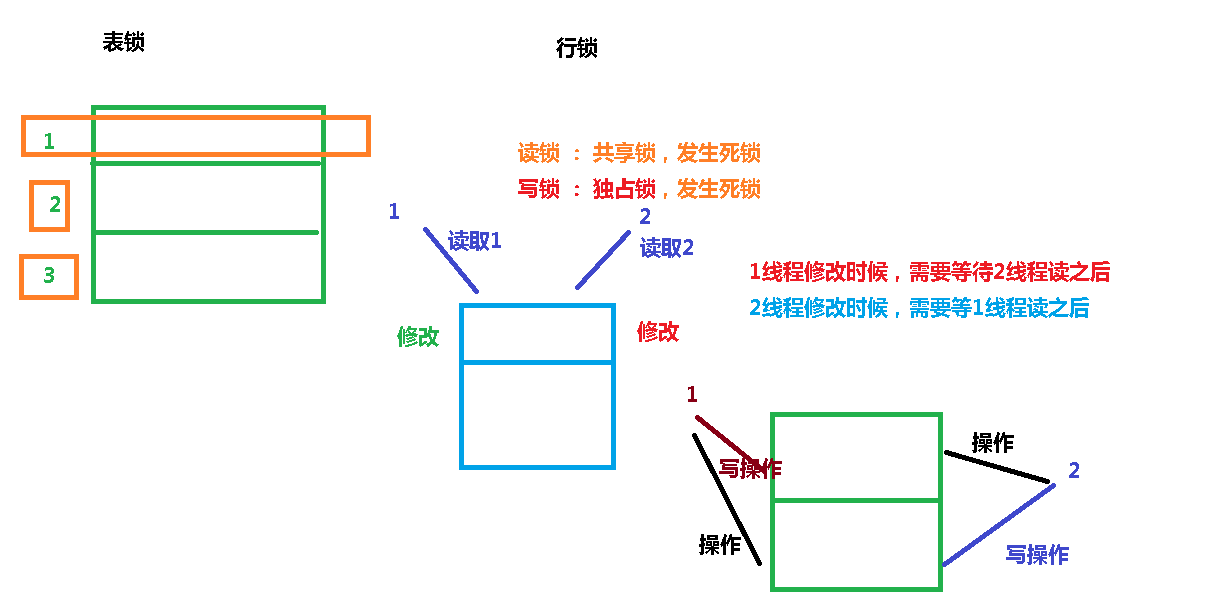 表锁
行锁
1
2
3
读锁 ： 共享锁，发生死锁
写锁 ： 独占锁，发生死锁
1
2
读取1
读取2
1线程修改时候，需要等待2线程读之后
2线程修改时候，需要等1线程读之后
修改
修改
1
写操作
操作
操作
2
写操作